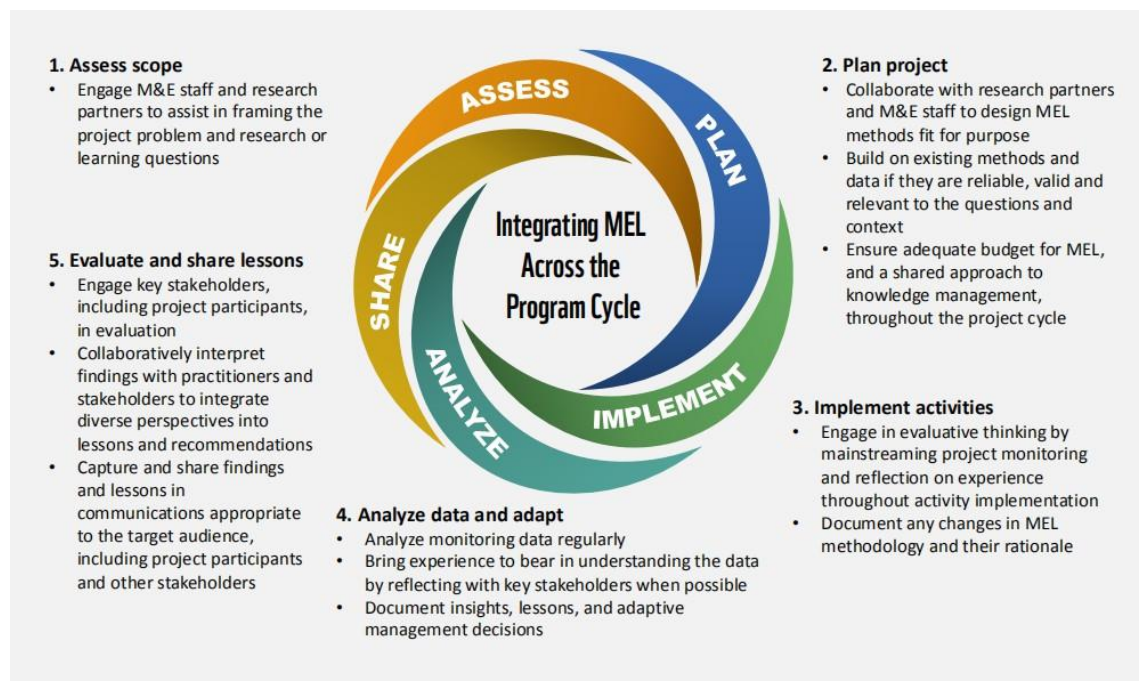 1. Assess scope
• Engage M&E staff and research
partners to assist in framing the
project problem and research or
learning questions
ASSESS
PLAN
IMPLEMENT
ANALYZE
SHARE
Integrating MEL
Across the
Program Cycle
2. Plan project
• Collaborate with research partners
and M&E staff to design MEL
methods fit for purpose
• Build on existing methods and
data if they are reliable, valid and
relevant to the questions and
context
• Ensure adequate budget for MEL,
and a shared approach to
knowledge management,
throughout the project cycle
3. Implement activities
• Engage in evaluative thinking by
mainstreaming project monitoring
and reflection on experience
throughout activity implementation
• Document any changes in MEL
methodology and their rationale
4. Analyze data and adapt
• Analyze monitoring data regularly
• Bring experience to bear in understanding the data
by reflecting with key stakeholders when possible
• Document insights, lessons, and adaptive
management decisions
5. Evaluate and share lessons
• Engage key stakeholders,
including project participants,
in evaluation
• Collaboratively interpret
findings with practitioners and
stakeholders to integrate
diverse perspectives into
lessons and recommendations
• Capture and share findings
and lessons in
communications appropriate
to the target audience,
including project participants
and other stakeholders